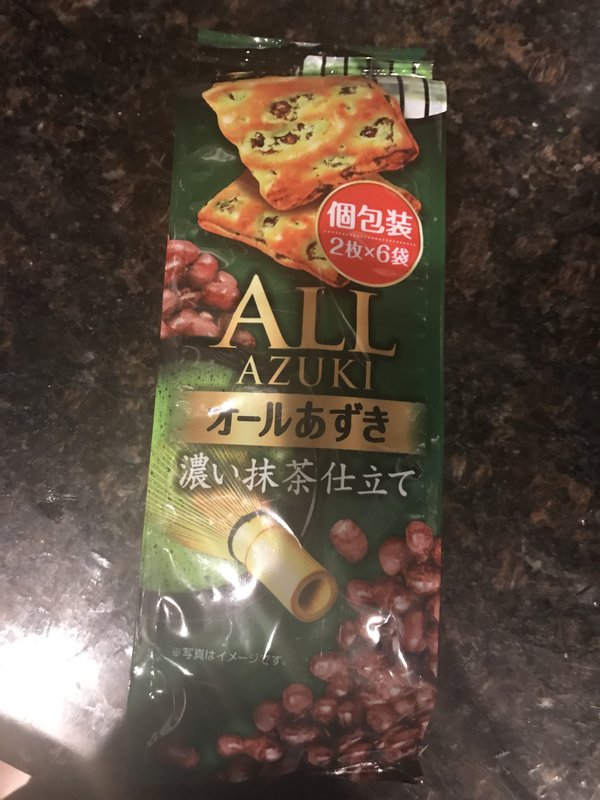 個包装
2枚×6袋
ALL
AZUKI
オールあずき
濃い抹茶仕立て
※写真はイメージです。